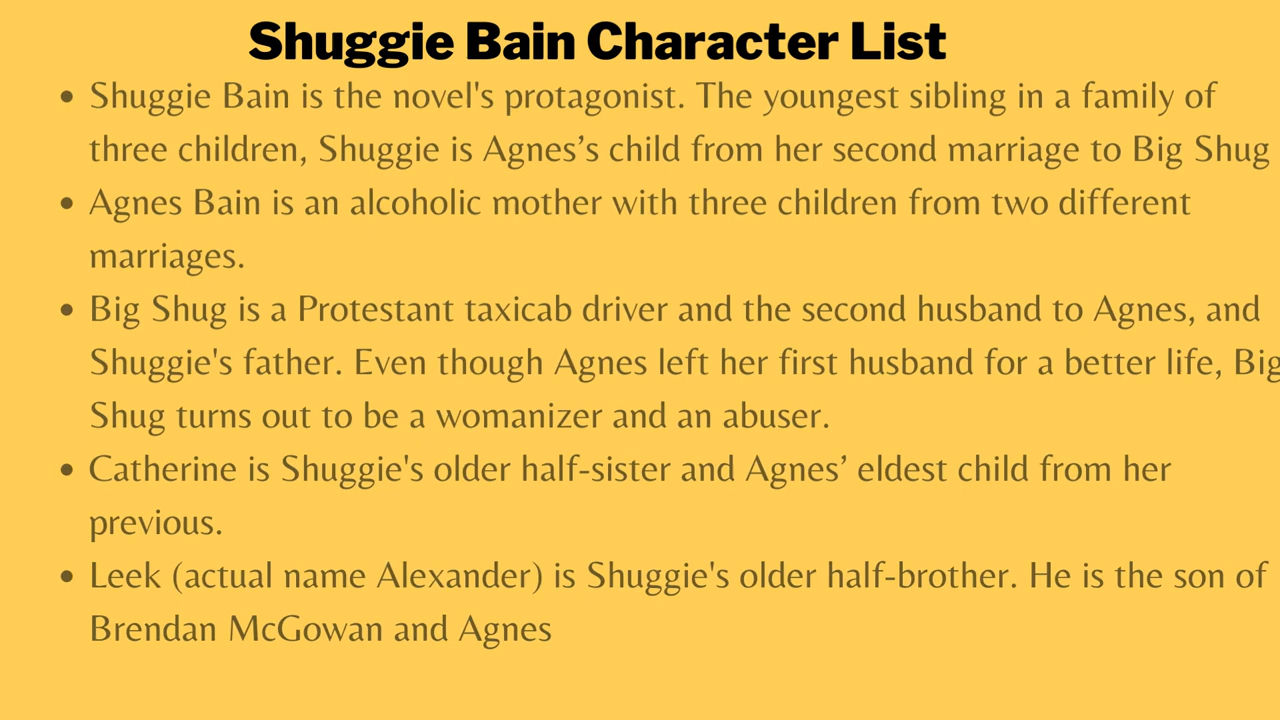 Shuggie Bain Character List
• Shuggie Bain is the novel's protagonist. The youngest sibling in a family of
three children, Shuggie is Agnes’s child from her second marriage to Big Shug
• Agnes Bain is an alcoholic mother with three children from two different
marriages.
• Big Shug is a Protestant taxicab driver and the second husband to Agnes, and
Shuggie's father. Even though Agnes left her first husband for a better life, Big
Shug turns out to be a womanizer and an abuser.
• Catherine is Shuggie's older half-sister and Agnes’ eldest child from her
previous.
• Leek (actual name Alexander) is Shuggie's older half-brother. He is the son of
Brendan McGowan and Agnes